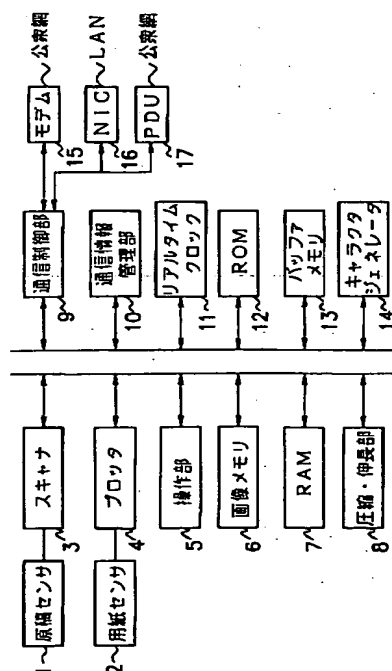 原稿センサ
1
用紙センサ
2
スキャナ
3
プロッタ
4
操作部
5
画像メモリ
6
RAM
7
圧縮・伸長部
8
通信制御部
9
通信情報
管理部
10
リアルタイム
クロック
11
ROM
12
バッファ
メモリ
13
キャラクタ
ジェネレータ
14
モデム
15
公衆網
NIC
16
LAN
PDU
17
公衆網